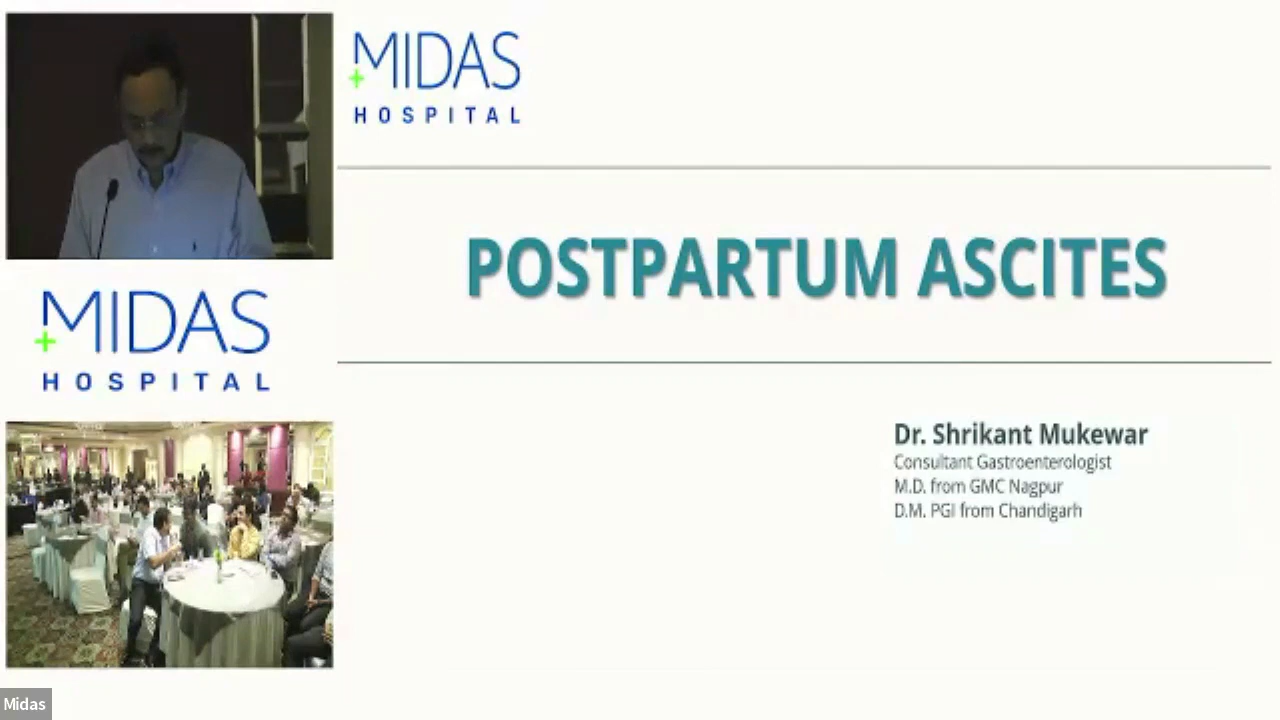 MIDAS
HOSPITAL
MIDAS
HOSPITAL
POSTPARTUM ASCITES
Dr. Shrikant Mukewar
Consultant Gastroenterologist
M.D. from GMC Nagpur
D.M. PGI from Chandigarh
Midas